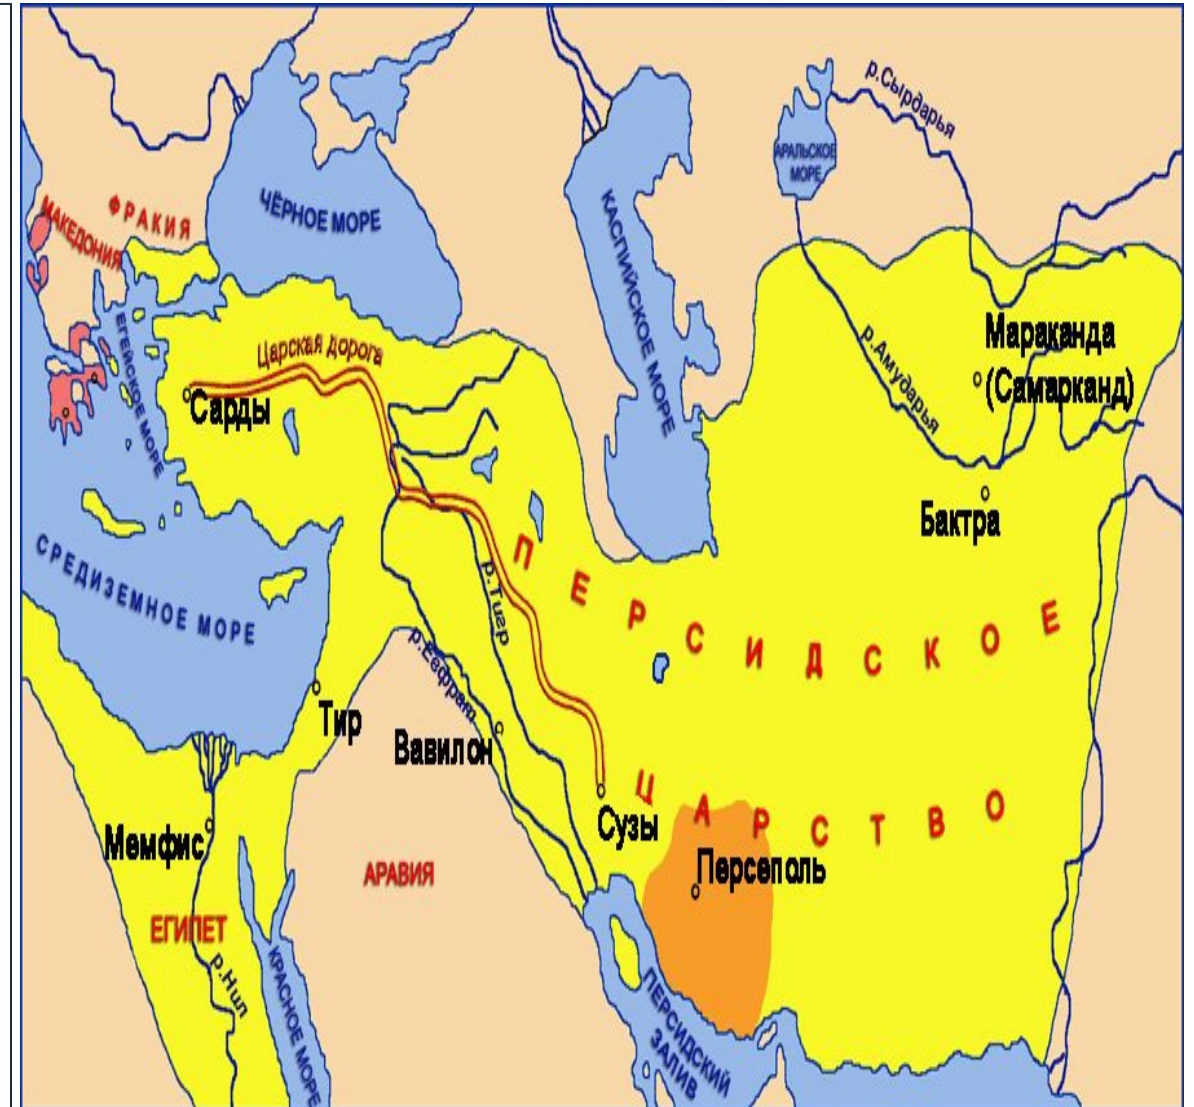 р.Сырдарья
АРАЛЬСКОЕ
МОРЕ
ФРАКИЯ
МАКЕДОНИЯ
ЧЁРНОЕ МОРЕ
КАСПИЙСКОЕ МОРЕ
ЕГЕЙСКОЕ МОРЕ
Царская дорога
Сарды
р.Амударья
Мараканда
(Самарканд)
Бактра
СРЕДИЗЕМНОЕ МОРЕ
ПЕРСИДСКОЕ
р.Тигр
р.Евфрат
Тир
Вавилон
ЦАРСТВО
Сузы
Мемфис
АРАВИЯ
Персеполь
ЕГИПЕТ
р.Нил
КРАСНОЕ МОРЕ
ПЕРСИДСКИЙ
ЗАЛИВ